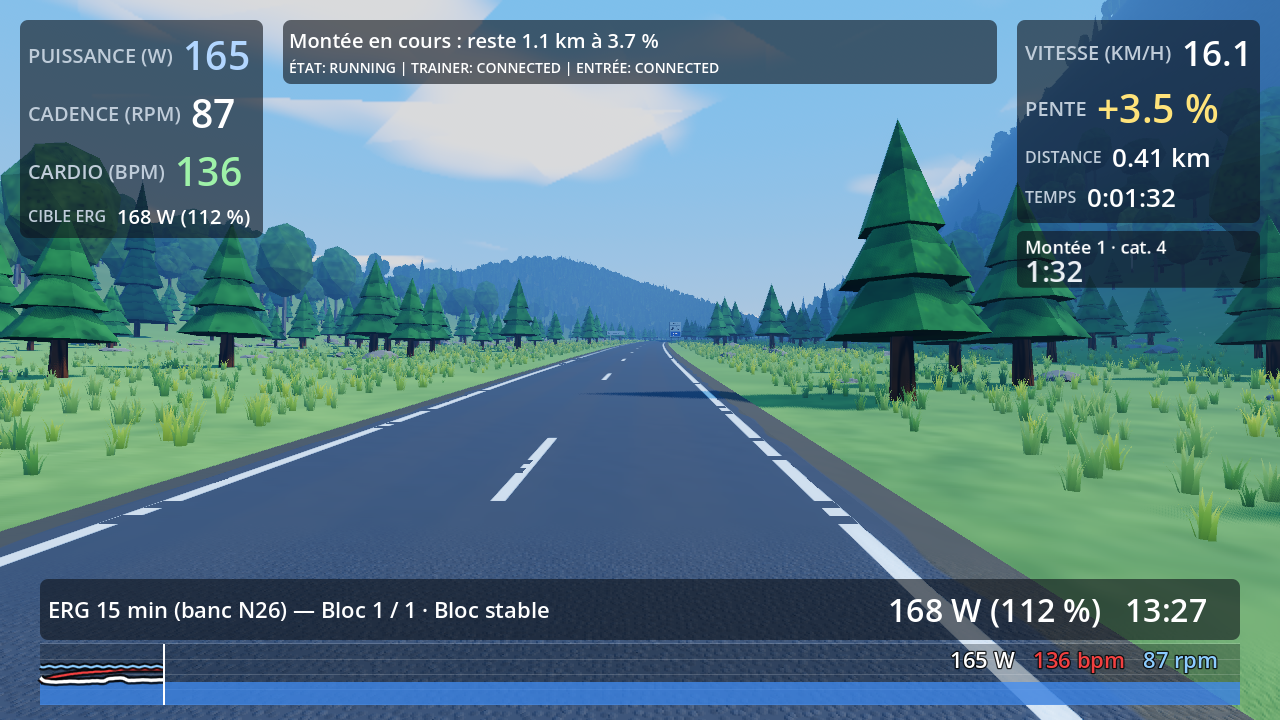 PUISSANCE (W) 165
CADENCE (RPM) 87
CARDIO (BPM) 136
CIBLE ERG 168 W (112 %)
Montée en cours : reste 1.1 km à 3.7 %
ÉTAT: RUNNING | TRAINER: CONNECTED | ENTRÉE: CONNECTED
VITESSE (KM/H) 16.1
PENTE +3.5 %
DISTANCE 0.41 km
TEMPS 0:01:32
Montée 1 · cat. 4
1:32
ERG 15 min (banc N26) — Bloc 1 / 1 · Bloc stable 168 W (112 %) 13:27
165 W 136 bpm 87 rpm